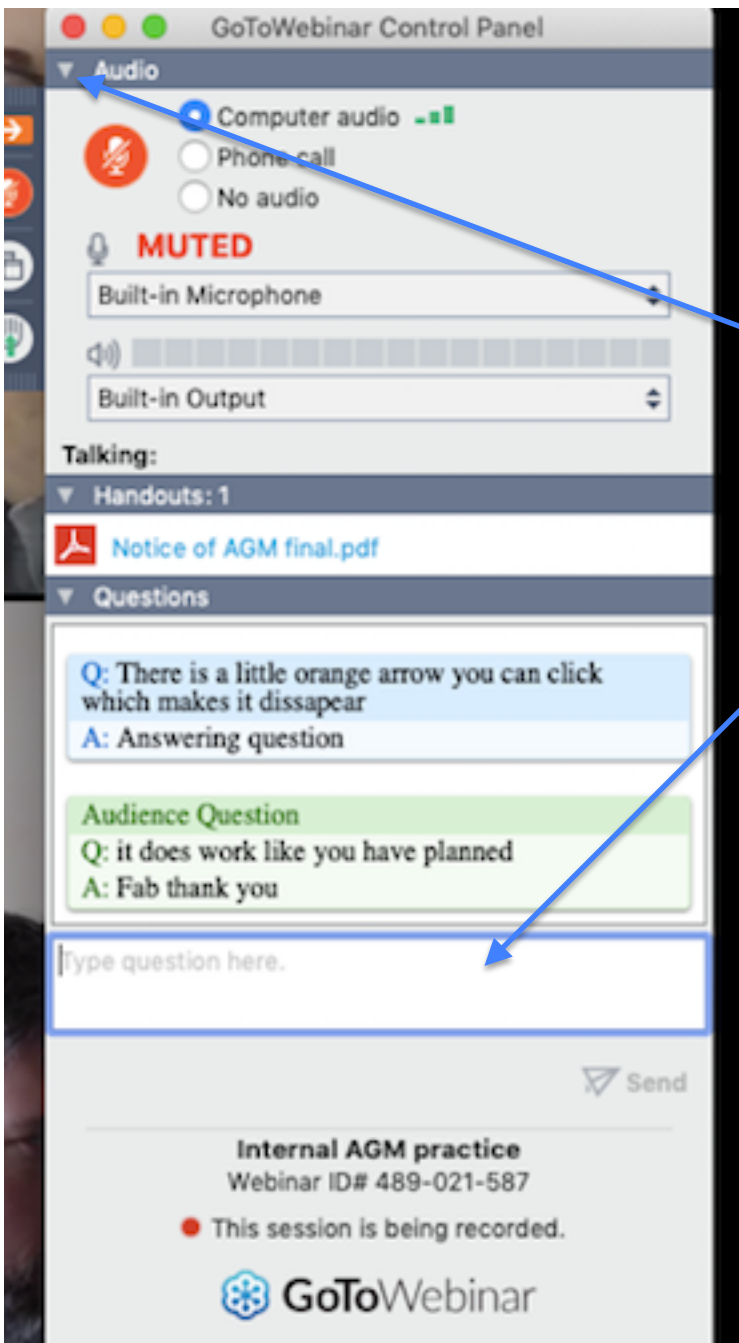 GoToWebinar Control Panel
Audio
Computer audio
Phone call
No audio
MUTED
Built-in Microphone
Built-in Output
Talking:
Handouts: 1
Notice of AGM final.pdf
Questions
Q: There is a little orange arrow you can click
which makes it dissapear
A: Answering question
Audience Question
Q: it does work like you have planned
A: Fab thank you
Type question here.
Send
Internal AGM practice
Webinar ID# 489-021-587
This session is being recorded.
GoToWebinar